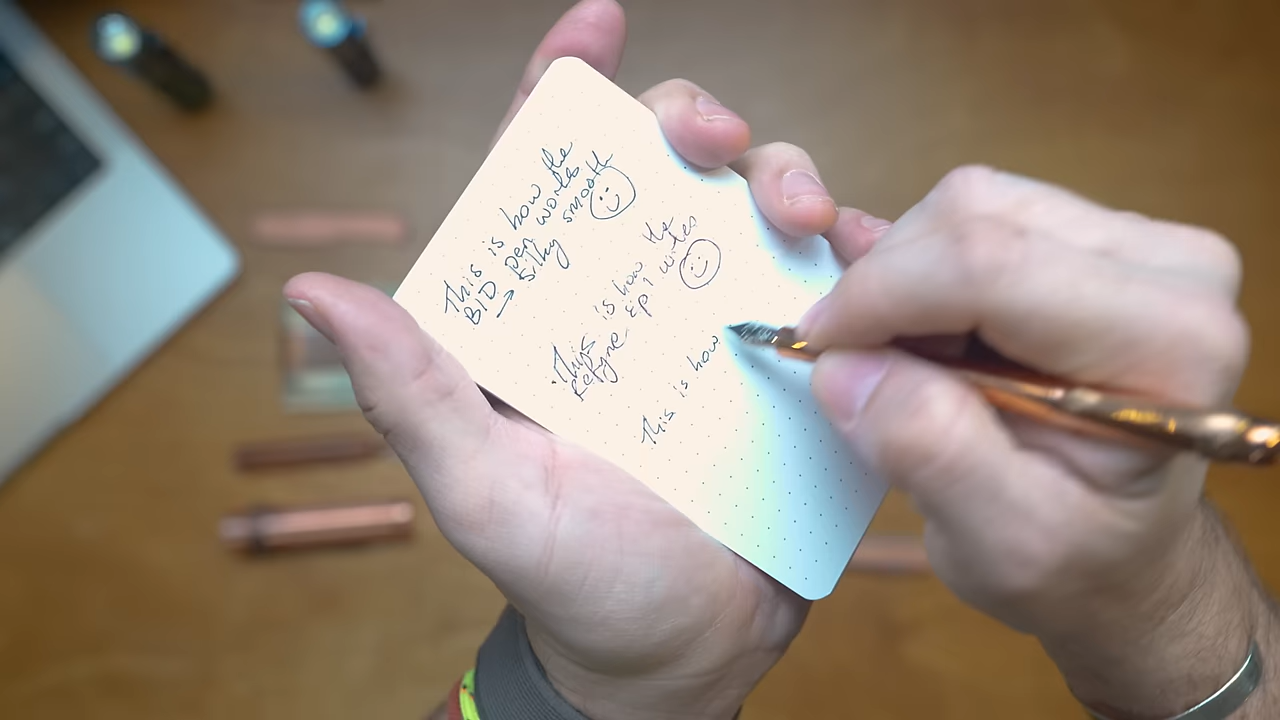 This is how the
BID pen works
→ silky smooth
This is how the
Refyne EP1 writes
This is how